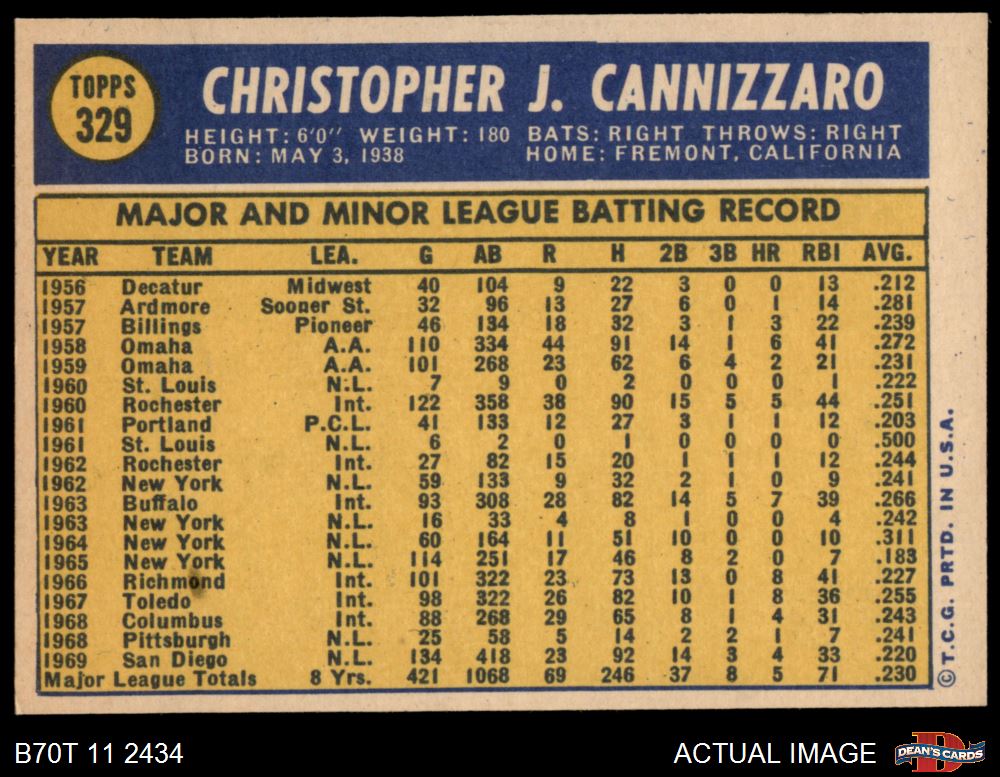 TOPPS
329
CHRISTOPHER J. CANNIZZARO
HEIGHT: 6'0" WEIGHT: 180 BATS: RIGHT THROWS: RIGHT
BORN: MAY 3, 1938 HOME: FREMONT, CALIFORNIA
MAJOR AND MINOR LEAGUE BATTING RECORD
YEAR TEAM LEA. G AB R H 2B 3B HR RBI AVG.
1956 Decatur Midwest 40 104 9 22 3 0 0 13 .212
1957 Ardmore Sooner St. 32 96 13 27 6 0 1 14 .281
1957 Billings Pioneer 46 134 18 32 3 1 3 22 .239
1958 Omaha A.A. 110 334 44 91 14 1 6 41 .272
1959 Omaha A.A. 101 268 23 62 6 4 2 21 .231
1960 St. Louis N.L. 7 9 0 2 0 0 0 1 .222
1960 Rochester Int. 122 358 38 90 15 5 5 44 .251
1961 Portland P.C.L. 41 133 12 27 3 1 1 12 .203
1961 St. Louis N.L. 6 2 0 1 0 0 0 0 .500
1962 Rochester Int. 27 82 15 20 1 1 1 12 .244
1962 New York N.L. 59 133 9 32 2 1 0 9 .241
1963 Buffalo Int. 93 308 28 82 14 5 7 39 .266
1963 New York N.L. 16 33 4 8 1 0 0 4 .242
1964 New York N.L. 60 164 11 51 10 0 0 10 .311
1965 New York N.L. 114 251 17 46 8 2 0 7 .183
1966 Richmond Int. 101 322 23 73 13 0 8 41 .227
1967 Toledo Int. 98 322 26 82 10 1 8 36 .255
1968 Columbus Int. 88 268 29 65 8 1 4 31 .243
1968 Pittsburgh N.L. 25 58 5 14 2 2 1 7 .241
1969 San Diego N.L. 134 418 23 92 14 3 4 33 .220
Major League Totals 8 Yrs. 421 1068 69 246 37 8 5 71 .230
© T.C.G. PRTD. IN U.S.A.
B70T 11 2434
ACTUAL IMAGE
DEAN'S CARDS